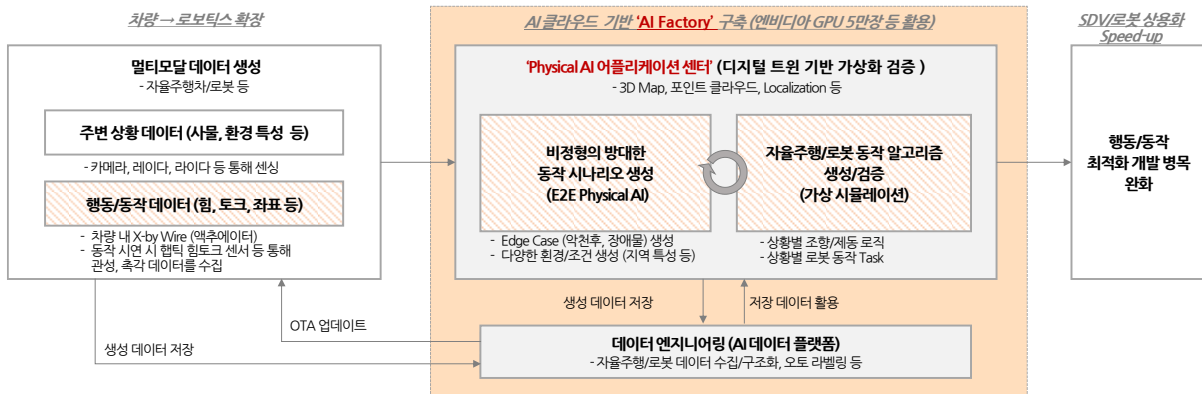 차량 → 로보틱스 확장
멀티모달 데이터 생성
- 자율주행차/로봇 등
주변 상황 데이터 (사물, 환경 특성 등)
- 카메라, 레이다, 라이다 등 통해 센싱
행동/동작 데이터 (힘, 토크, 좌표 등)
- 차량 내 X-by Wire (액추에이터)
- 동작 시연 시 햅틱 힘토크 센서 등 통해
관성, 촉각 데이터를 수집
AI 클라우드 기반 ‘AI Factory’ 구축 (엔비디아 GPU 5만장 등 활용)
‘Physical AI 어플리케이션 센터’ (디지털 트윈 기반 가상화 검증 )
- 3D Map, 포인트 클라우드, Localization 등
비정형의 방대한
동작 시나리오 생성
(E2E Physical AI)
- Edge Case (악천후, 장애물) 생성
- 다양한 횐경/조건 생성 (지역 특성 등)
자율주행/로봇 동작 알고리즘
생성/검증
(가상 시뮬레이션)
- 상황별 조향/제동 로직
- 상황별 로봇 동작 Task
생성 데이터 저장
저장 데이터 활용
OTA 업데이트
생성 데이터 저장
데이터 엔지니어링 (AI 데이터 플랫폼)
- 자율주행/로봇 데이터 수집/구조화, 오토 라벨링 등
SDV/로봇 상용화
Speed-up
행동/동작
최적화 개발 병목
완화